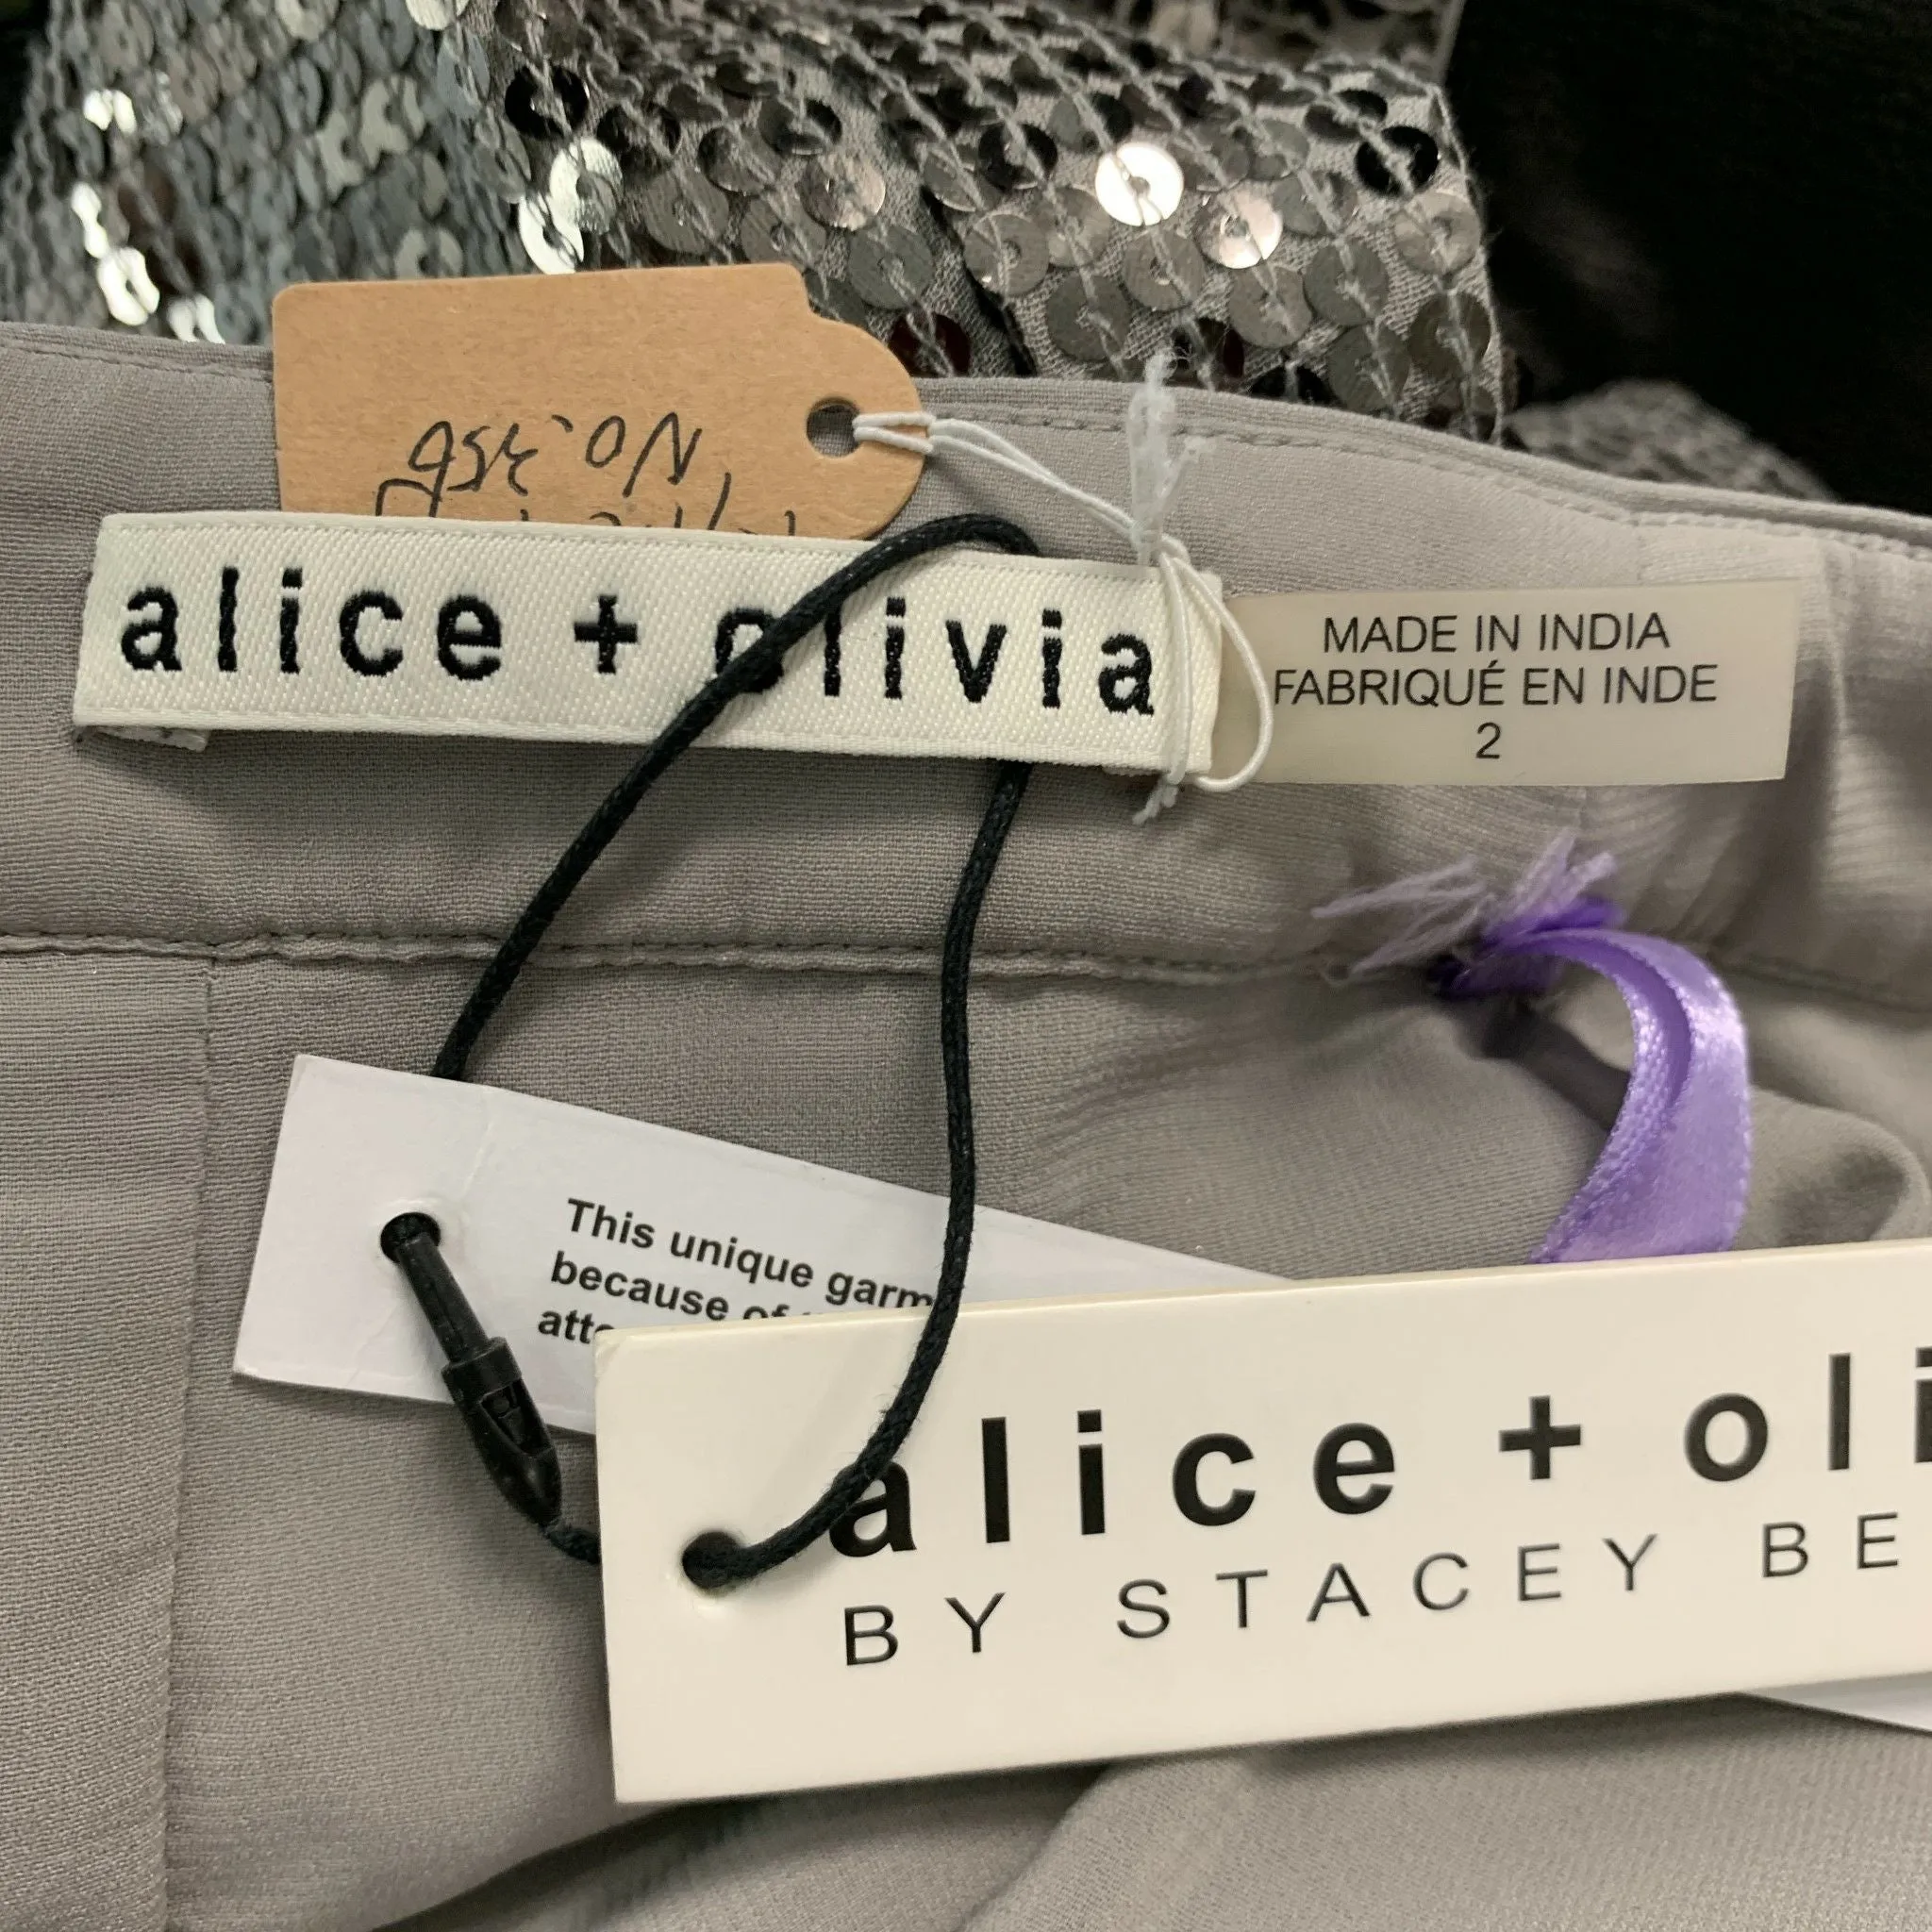 alice + olivia
MADE IN INDIA
FABRIQUÉ EN INDE
2
This unique garm
because of
alice + oli
BY STACEY BE